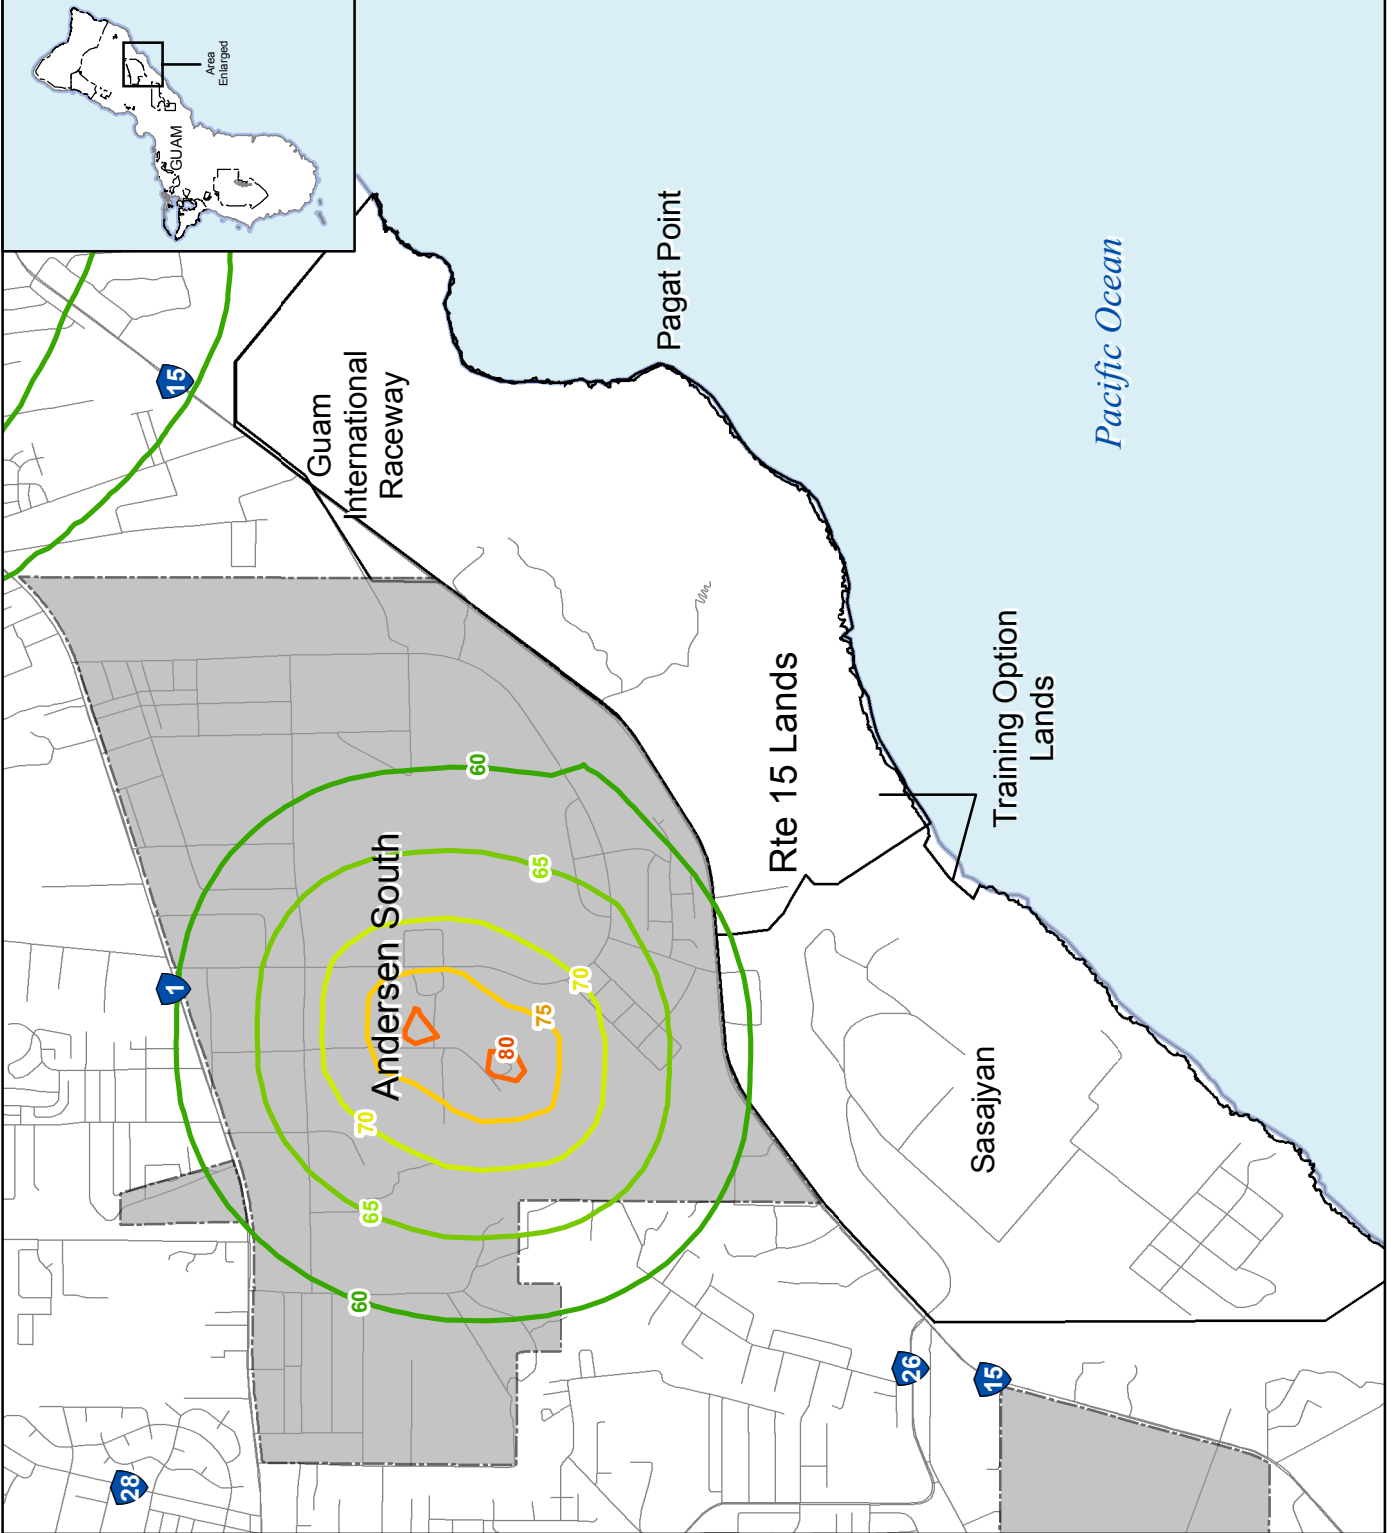 Area
Enlarged
GUAM
15
Guam
International
Raceway
Pagat Point
Pacific Ocean
1
Andersen South
60
65
70
75
80
70
65
60
Rte 15 Lands
Training Option
Lands
Sasajyan
26
15
28